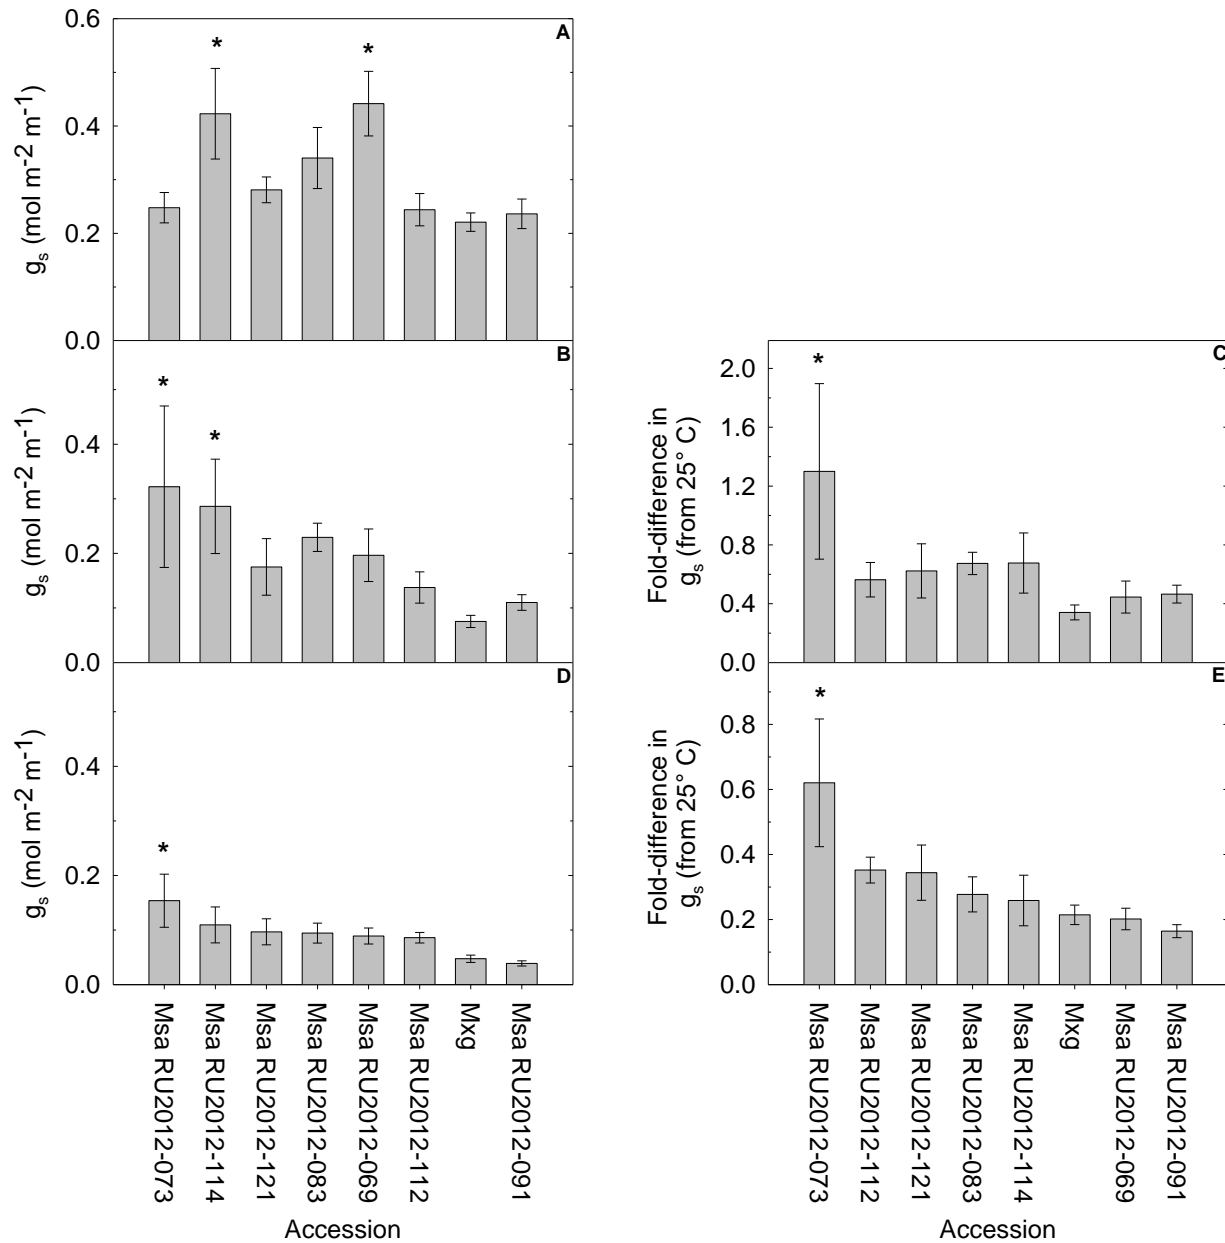 A
0.6
0.4
0.2
0.0
gs (mol m-2 m-1)
*
*
B
0.4
0.2
0.0
gs (mol m-2 m-1)
*
*
C
2.0
1.6
1.2
0.8
0.4
0.0
Fold-difference in
gs (from 25° C)
*
D
0.4
0.2
0.0
gs (mol m-2 m-1)
*
E
0.8
0.6
0.4
0.2
0.0
Fold-difference in
gs (from 25° C)
*
Msa RU2012-073
Msa RU2012-114
Msa RU2012-121
Msa RU2012-083
Msa RU2012-069
Msa RU2012-112
Mxg
Msa RU2012-091
Accession
Msa RU2012-073
Msa RU2012-112
Msa RU2012-121
Msa RU2012-083
Msa RU2012-114
Mxg
Msa RU2012-069
Msa RU2012-091
Accession